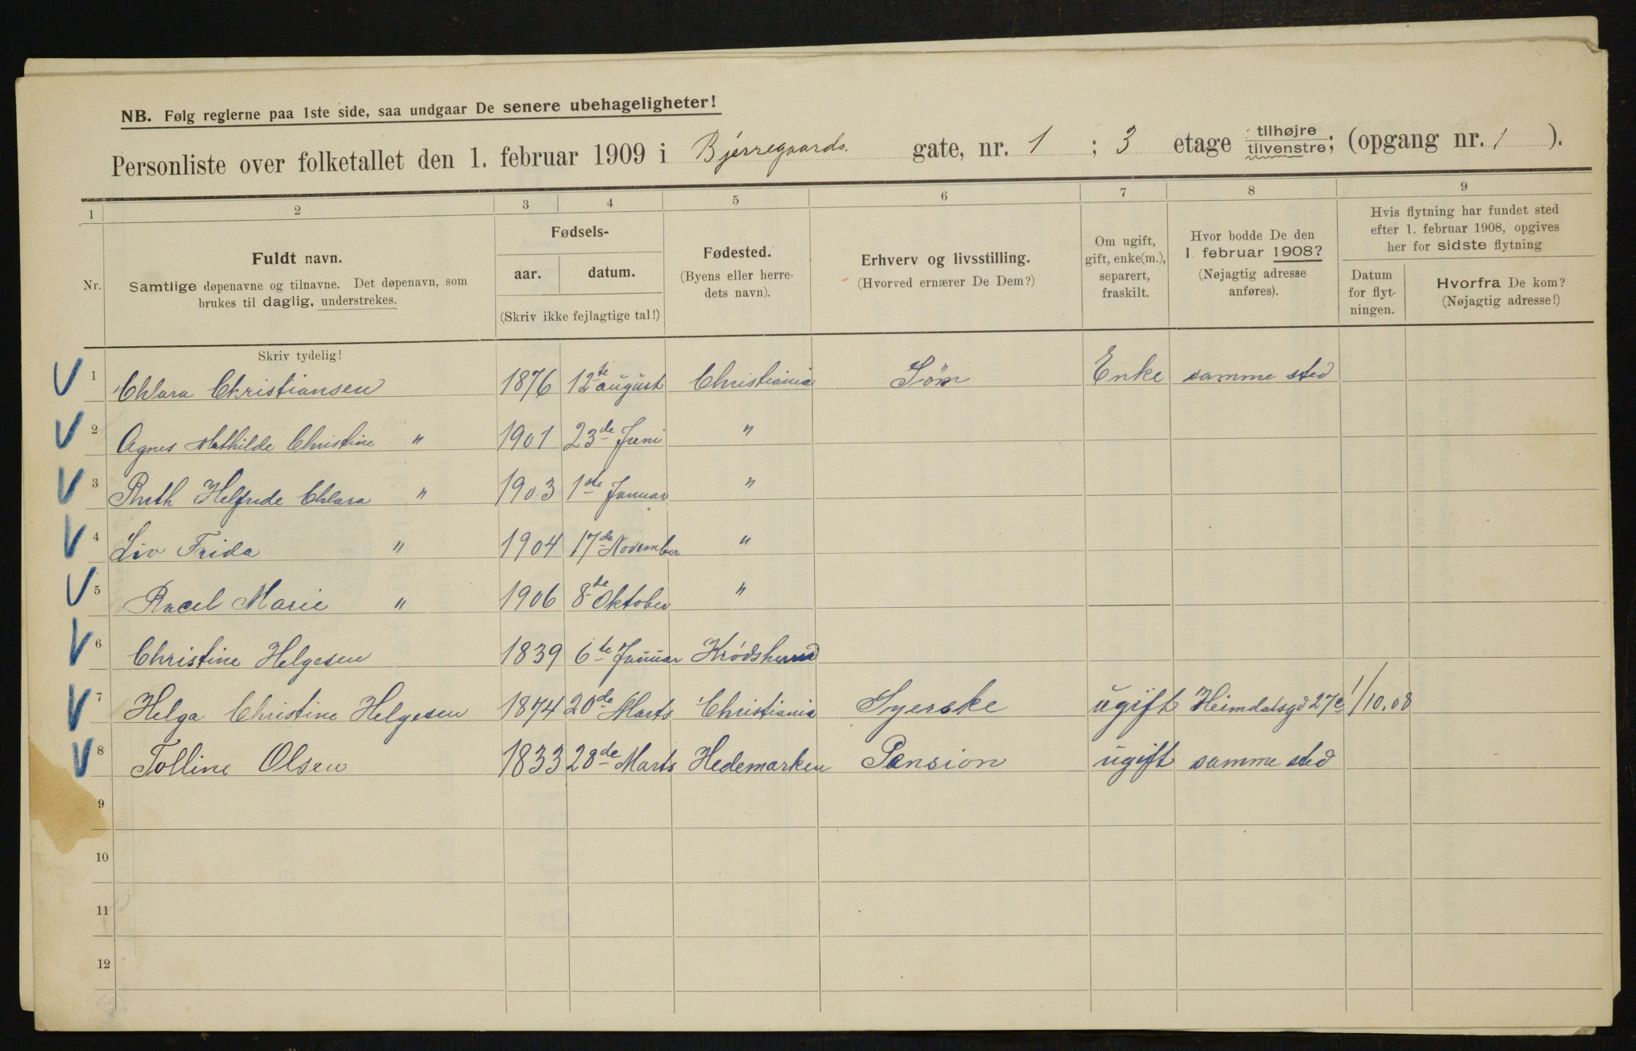 NB. Følg reglerne paa 1ste side, saa undgaar De senere ubehageligheter!
Personliste over folketallet den 1. februar 1909 i Bjerregaards gate, nr. 1 ; 3 etage tilhøjre tilvenstre; (opgang nr. 1 ).
1 2 3 4 5 6 7 8 9
Nr.
Fuldt navn.
Samtlige døpenavne og tilnavne. Det døpenavn, som
brukes til daglig, understrekes.
Fødsels-
aar. datum.
(Skriv ikke fejlagtige tal!)
Fødested.
(Byens eller herre-
dets navn).
Erhverv og livsstilling.
(Hvorved ernærer De Dem?)
Om ugift,
gift, enke(m.),
separert,
fraskilt.
Hvor bodde De den
1 februar 1908?
(Nøjagtig adresse
anføres).
Hvis flytning har fundet sted
efter 1. februar 1908, opgives
her for sidste flytning
Datum
for flyt-
ningen.
Hvorfra De kom?
(Nøjagtig adresse!)
Skriv tydelig!
1 Chlara Christiansen 1876 12te august Christiania Søm Enke samme sted
2 Agnes Mathilde Christine " 1901 23de Juni "
3 Ruth Helfride Chlara " 1903 1de Januar "
4 Liv Frida " 1904 17de November "
5 Racel Marie " 1906 8de Oktober "
6 Christine Helgesen 1839 6te Januar Krødsherad
7 Helga Christine Helgesen 1874 20de Marts Christiania Syerske ugift Heimdalsgd 27c 1/10.08
8 Tolline Olsen 1833 28de Marts Hedemarken Pension ugift samme sted
9
10
11
12